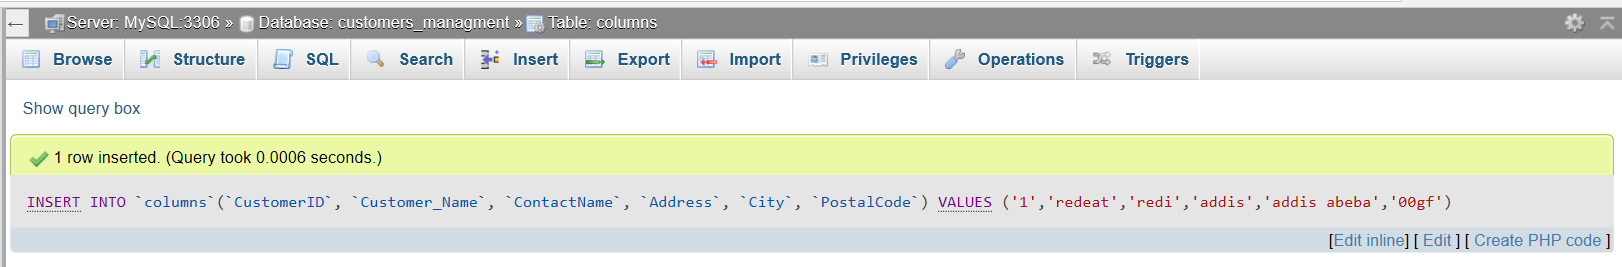 Server: MySQL:3306 » Database: customers_managment » Table: columns
Browse Structure SQL Search Insert Export Import Privileges Operations Triggers
Show query box
1 row inserted. (Query took 0.0006 seconds.)
INSERT INTO `columns`(`CustomerID`, `Customer_Name`, `ContactName`, `Address`, `City`, `PostalCode`) VALUES ('1','redeat','redi','addis','addis abeba','00gf')
[Edit inline] [ Edit ] [ Create PHP code ]